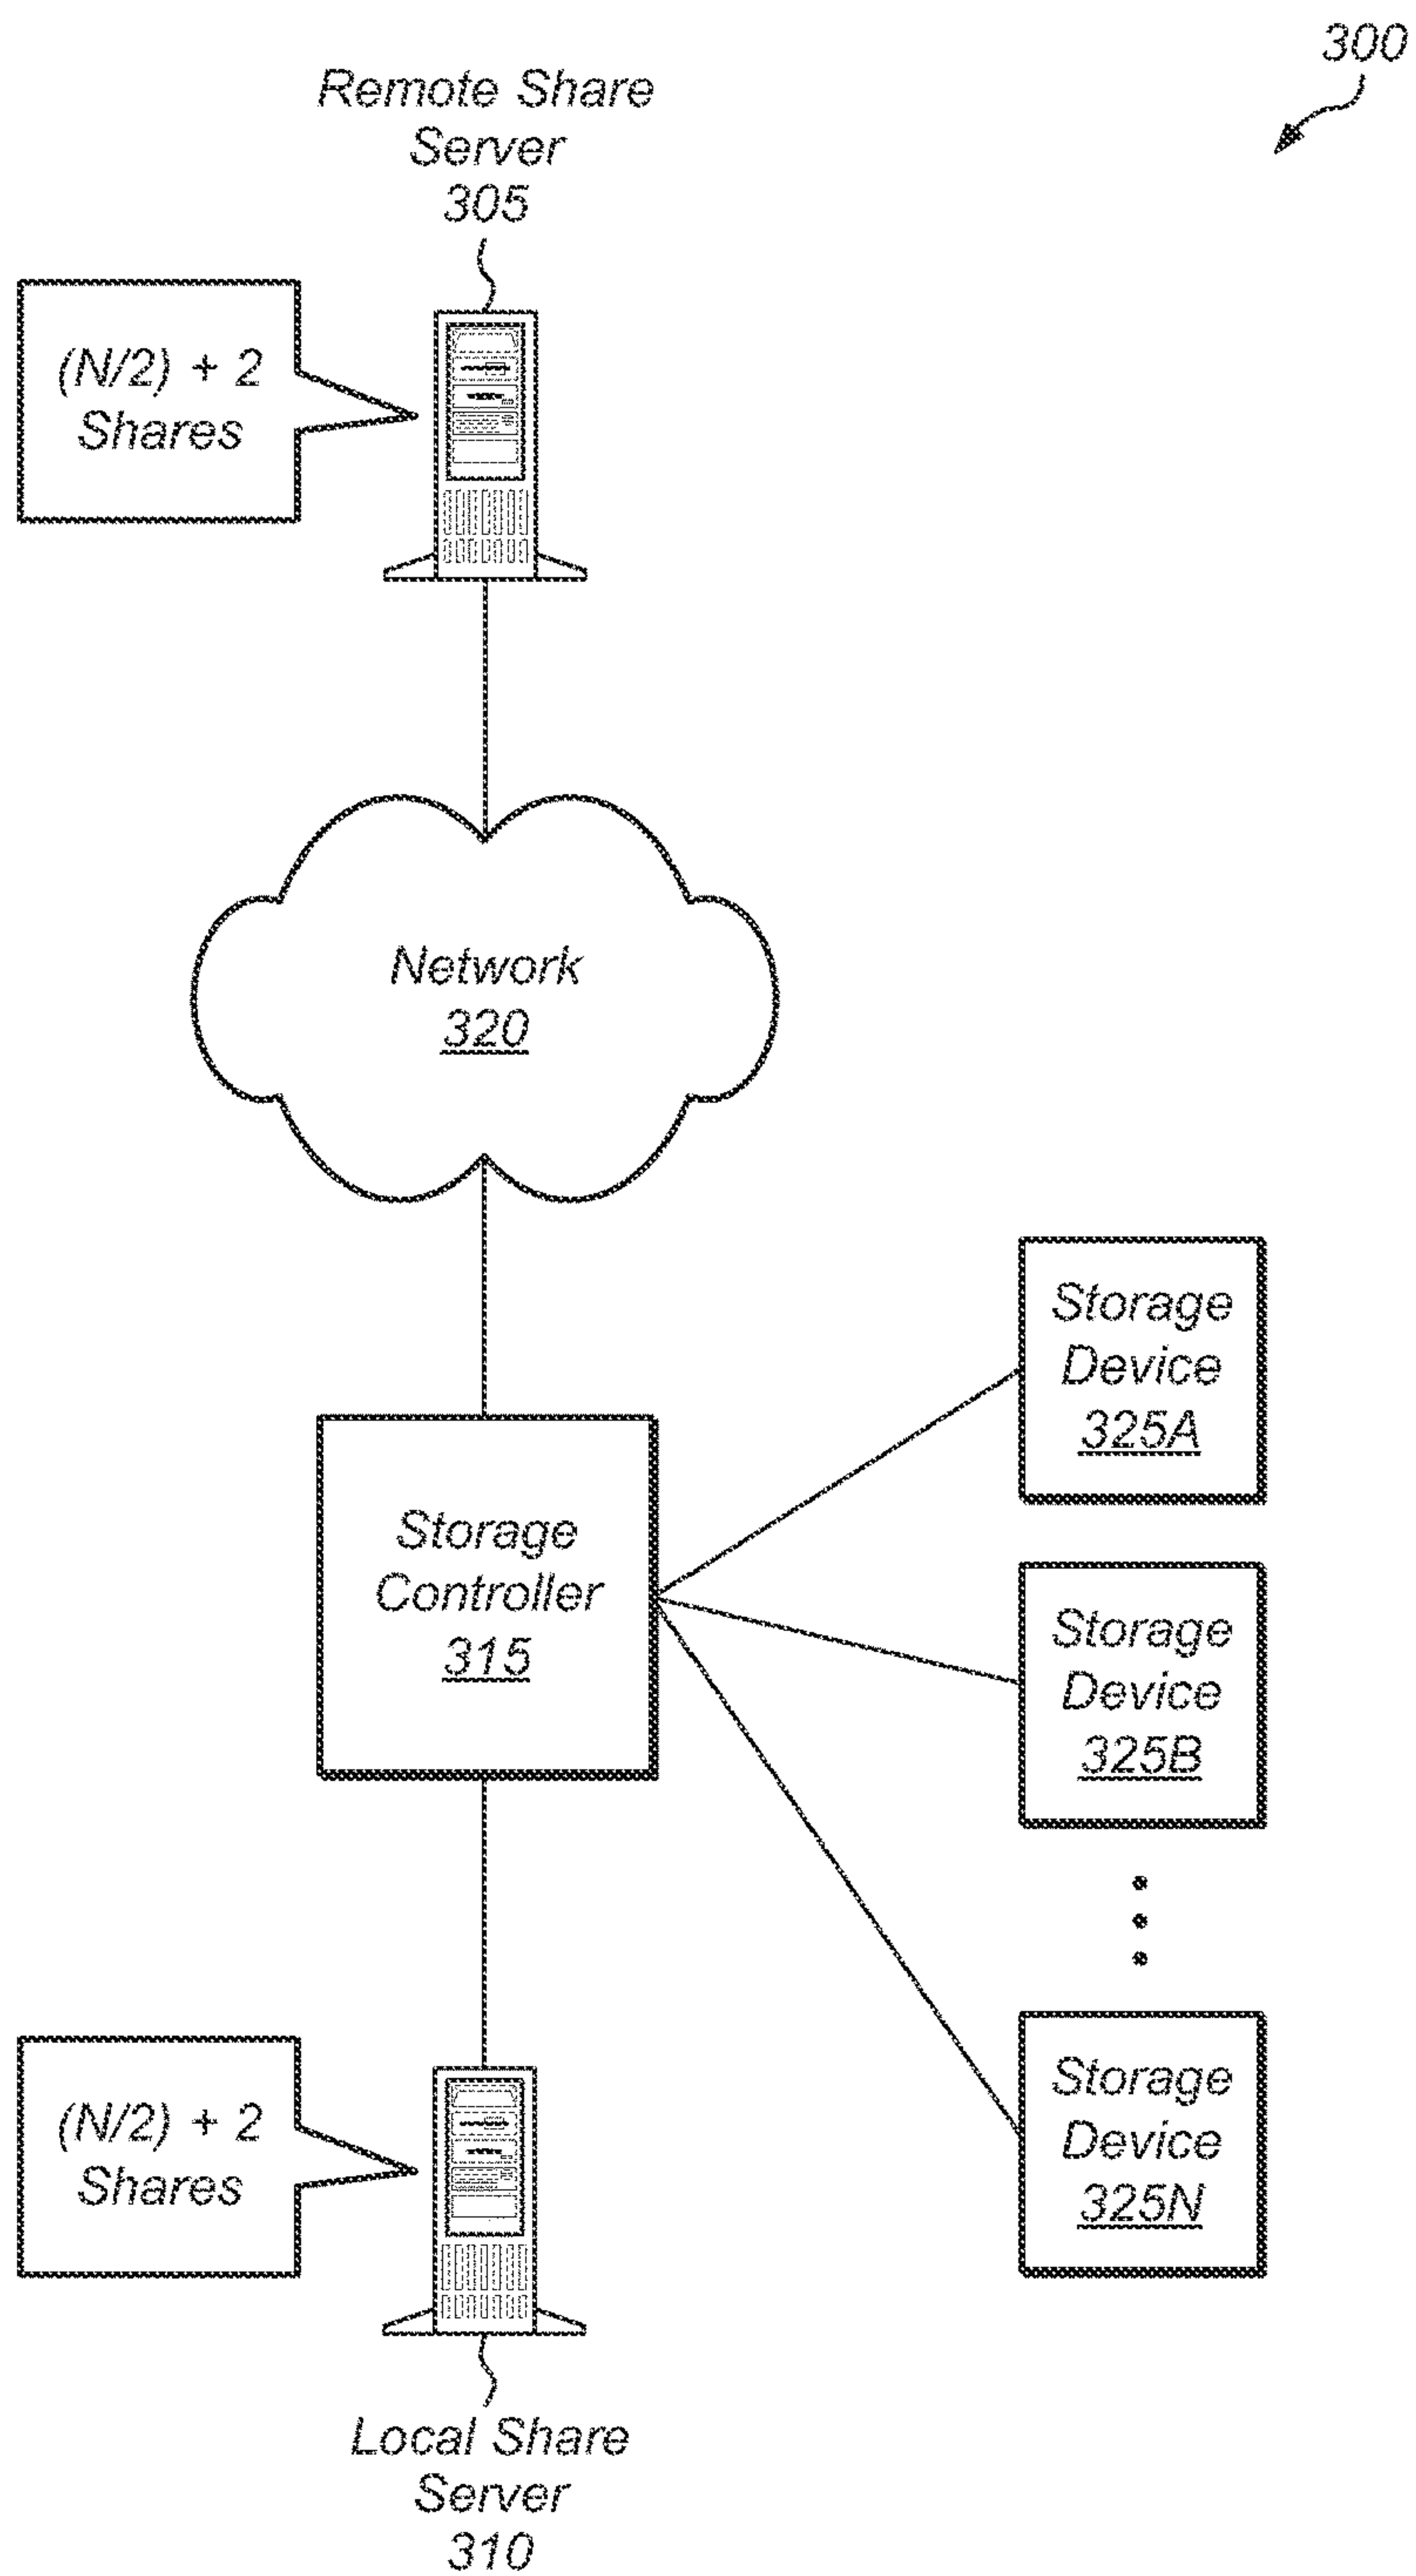 300
Remote Share
Server
305
(N/2) + 2
Shares
Network
320
Storage
Device
325A
Storage
Controller
315
Storage
Device
325B
Storage
Device
325N
(N/2) + 2
Shares
Local Share
Server
310